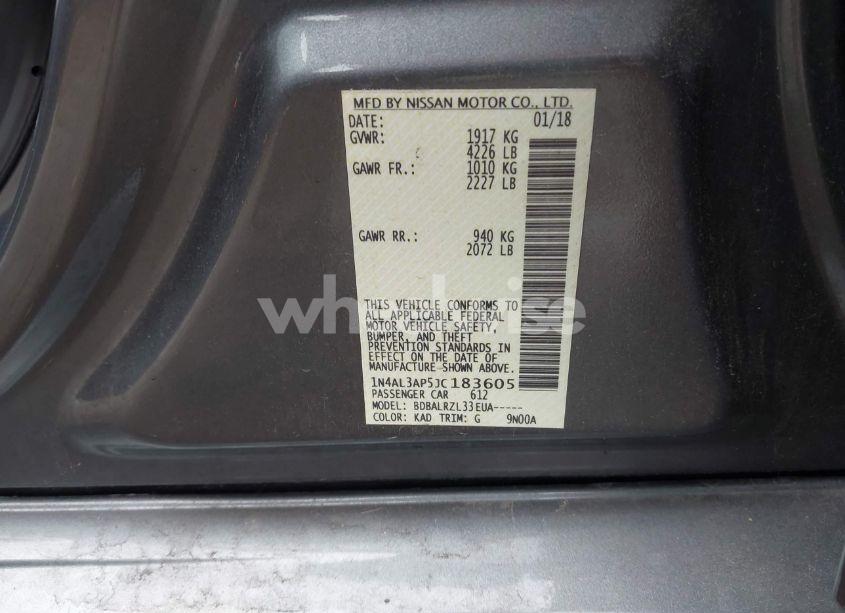 MFD BY NISSAN MOTOR CO., LTD.
DATE: 01/18
GVWR: 1917 KG
4226 LB
GAWR FR.: 1010 KG
2227 LB
GAWR RR.: 940 KG
2072 LB
THIS VEHICLE CONFORMS TO
ALL APPLICABLE FEDERAL
MOTOR VEHICLE SAFETY,
BUMPER, AND THEFT
PREVENTION STANDARDS IN
EFFECT ON THE DATE OF
MANUFACTURE SHOWN ABOVE.
1N4AL3AP5JC183605
PASSENGER CAR 612
MODEL: BDBALRZL33EUA-----
COLOR: KAD TRIM: G 9N00A